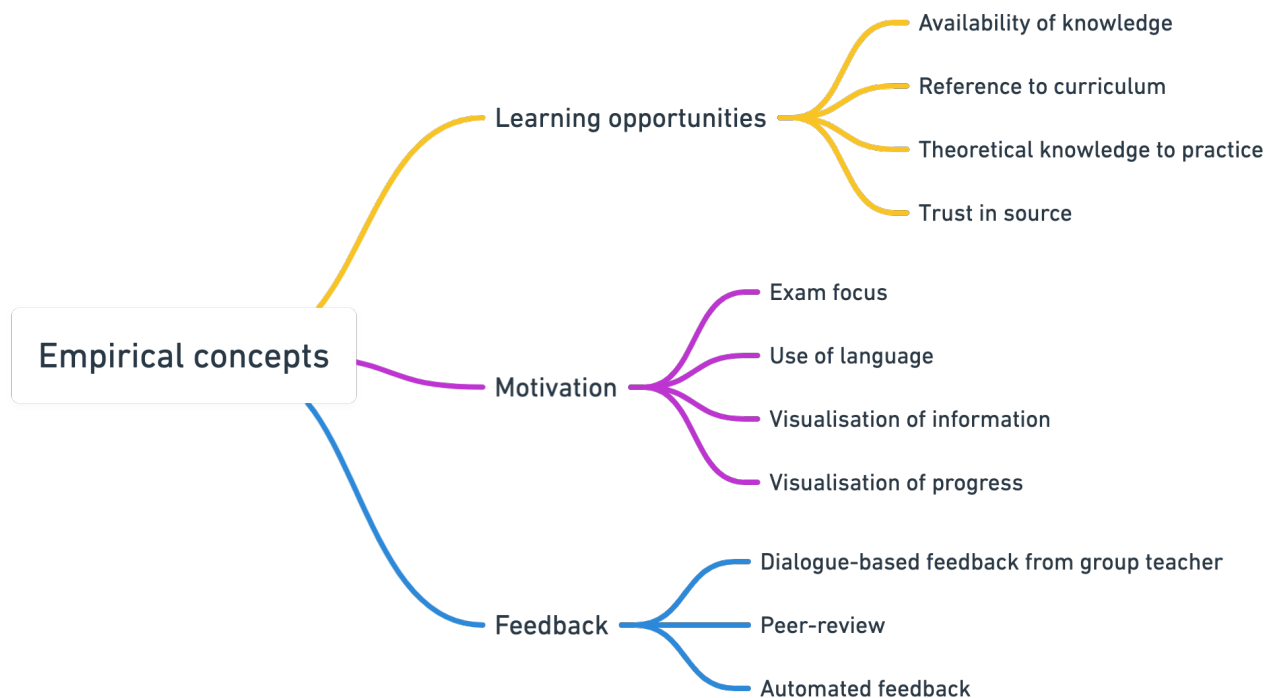 Empirical concepts
Learning opportunities
Availability of knowledge
Reference to curriculum
Theoretical knowledge to practice
Trust in source
Motivation
Exam focus
Use of language
Visualisation of information
Visualisation of progress
Feedback
Dialogue-based feedback from group teacher
Peer-review
Automated feedback